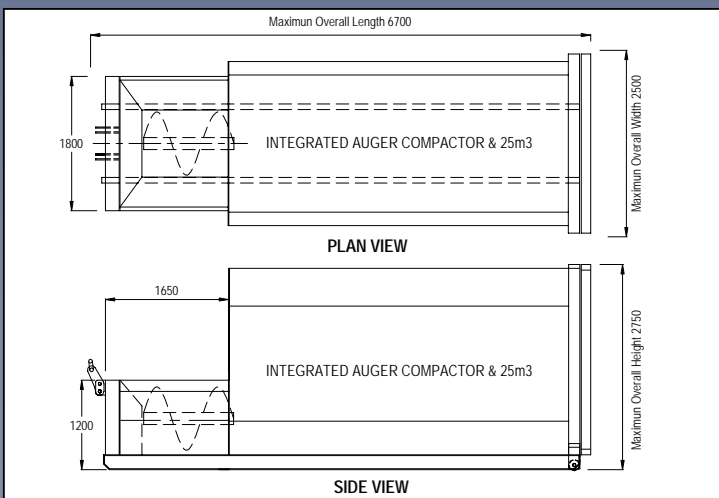 Maximun Overall Length 6700
1800
INTEGRATED AUGER COMPACTOR & 25m3
Maximun Overall Width 2500
PLAN VIEW
1650
INTEGRATED AUGER COMPACTOR & 25m3
Maximun Overall Height 2750
1200
SIDE VIEW